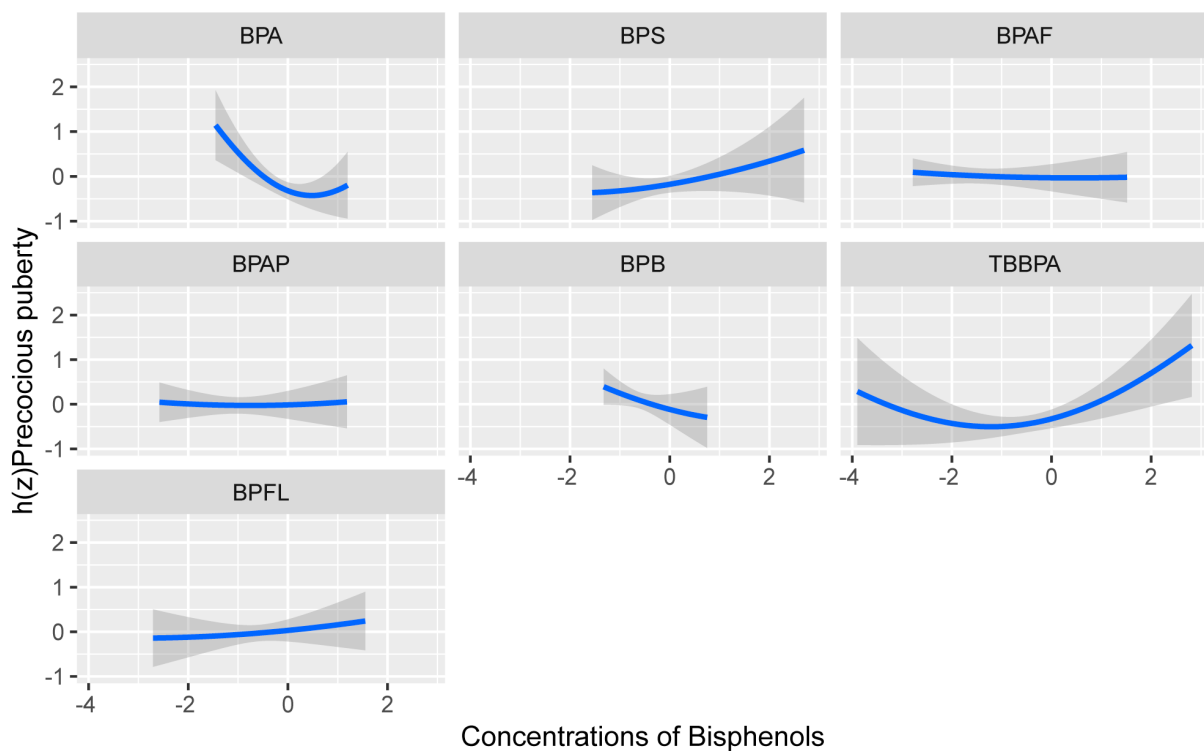 BPA BPS BPAF
2
1
0
-1
BPAP BPB TBBPA
2
1
0
-1
-4 -2 0 2 -4 -2 0 2
BPFL
2
1
0
-1
-4 -2 0 2
h(z)Precocious puberty
Concentrations of Bisphenols